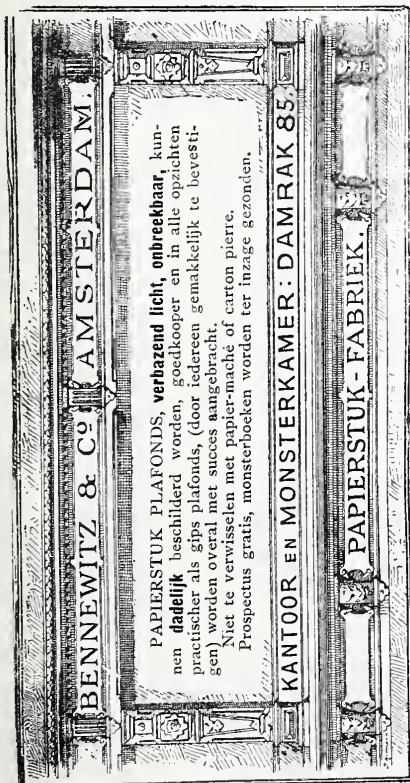 BENNEWITZ & Co AMSTERDAM:
PAPIERSTUK PLAFONDS, verbazend licht, onbreekbaar, kun-
nen dadelijk beschilderd worden, goedkooper en in alle opzichten
practischer als gips plafonds, (door iedereen gemakkelijk te bevesti-
gen) worden overal met succes aangebracht.
Niet te verwisselen met papier-maché of carton pierre.
Prospectus gratis, monsterboeken worden ter inzage gezonden.
KANTOOR EN MONSTERKAMER: DAMRAK 85.
PAPIERSTUK-FABRIEK.